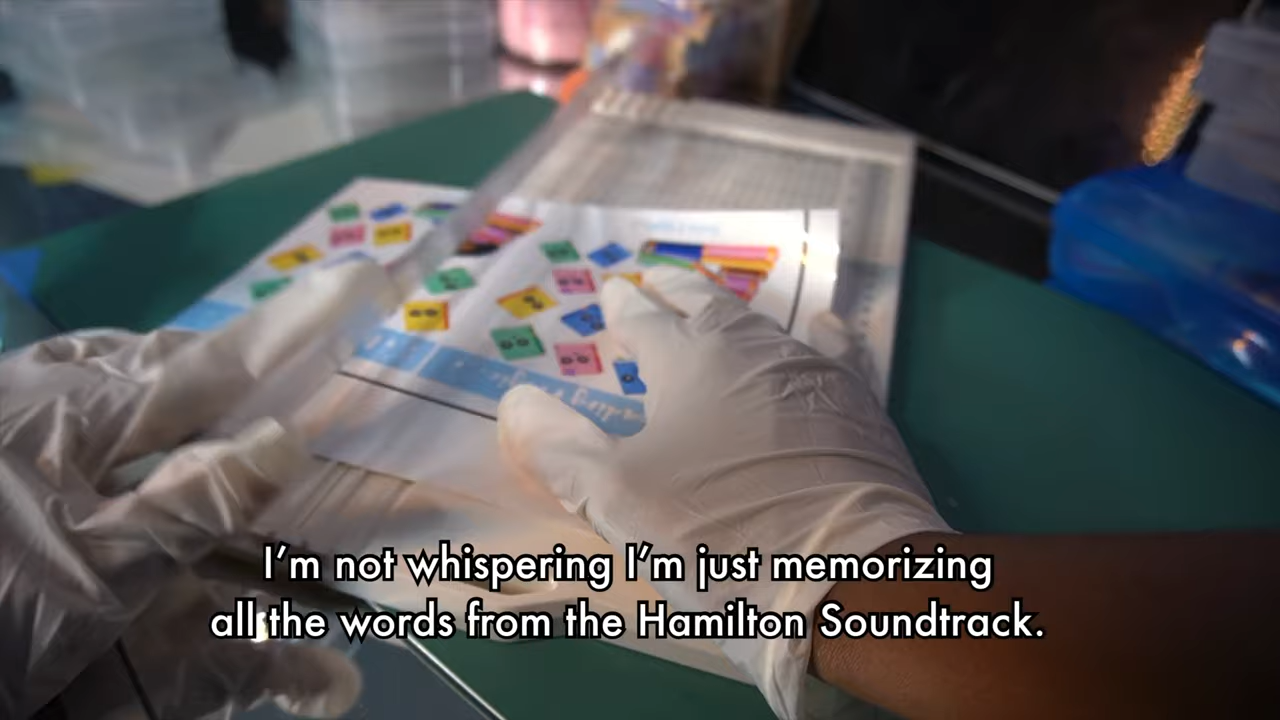 I'm not whispering I'm just memorizing
all the words from the Hamilton Soundtrack.